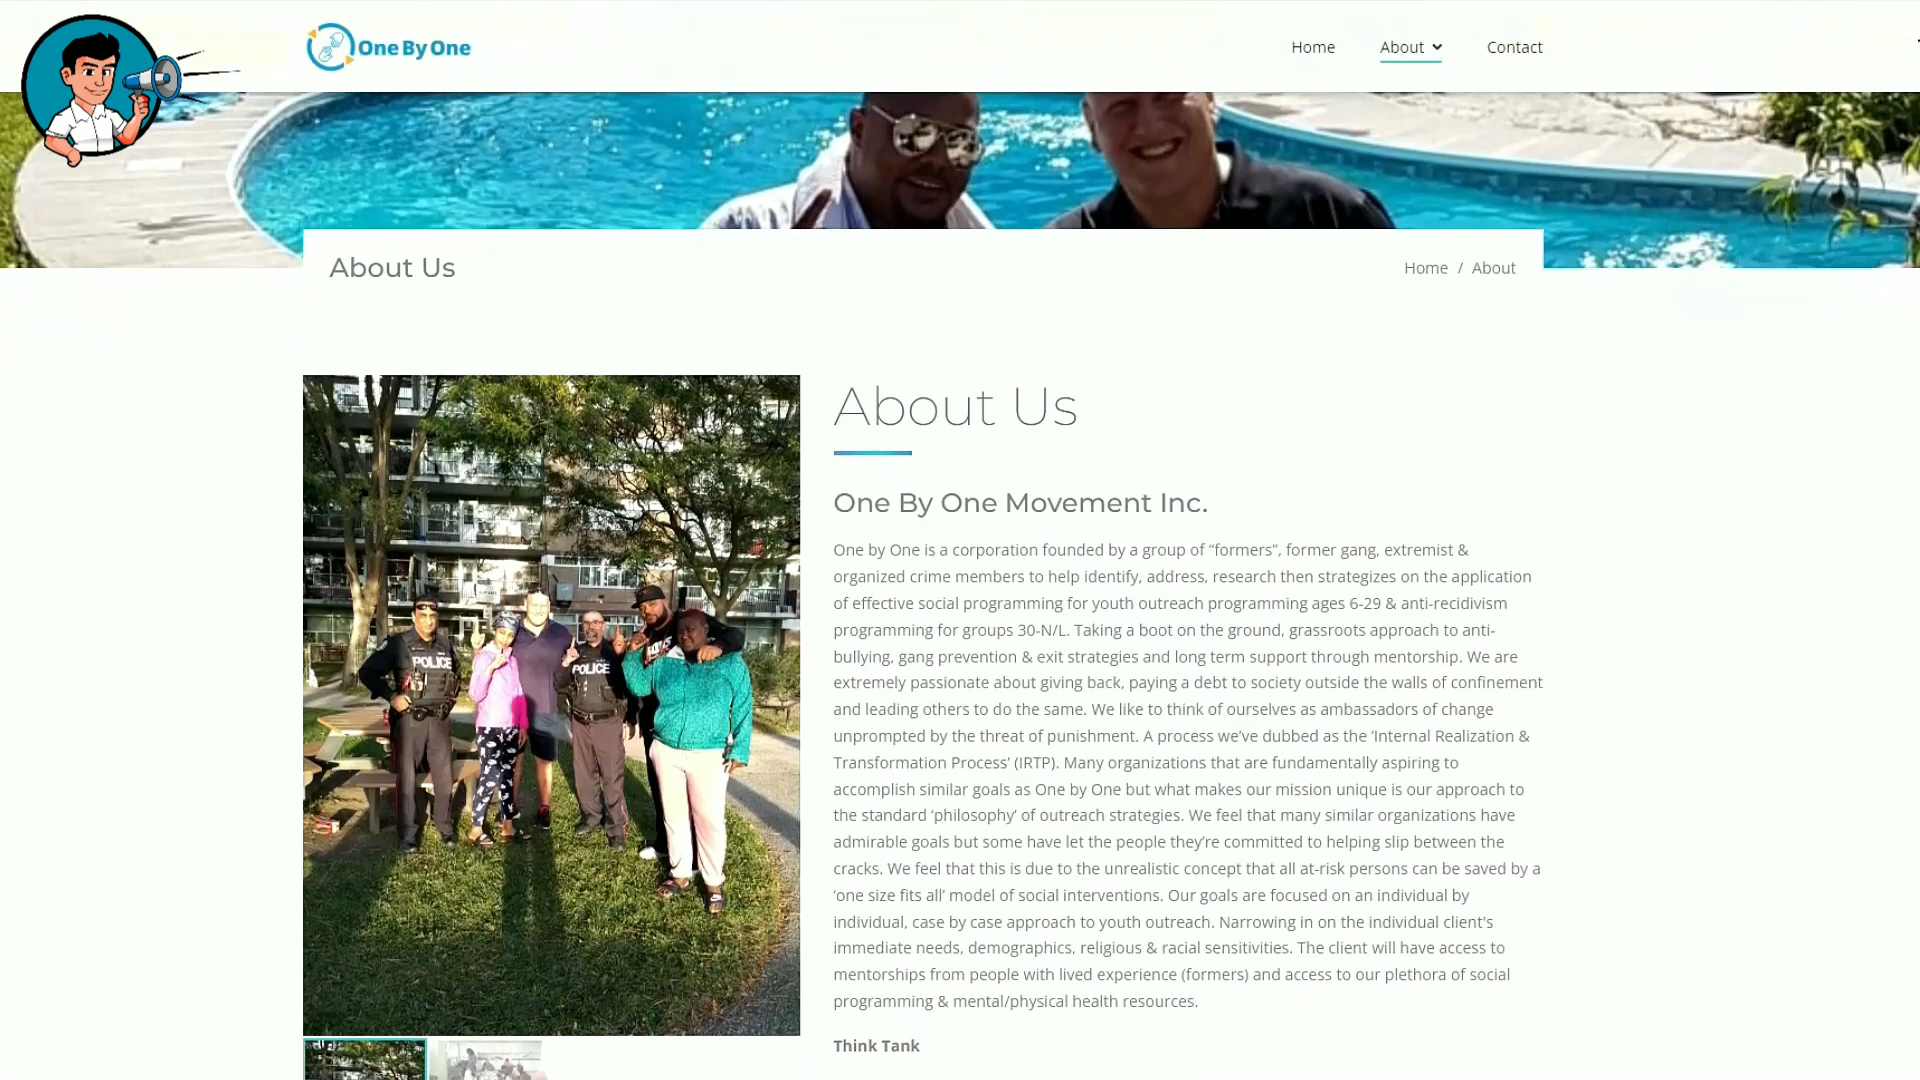 One By One
Home
About
Contact
About Us
Home / About
About Us
One By One Movement Inc.
One by One is a corporation founded by a group of “formers”, former gang, extremist &
organized crime members to help identify, address, research then strategizes on the application
of effective social programming for youth outreach programming ages 6-29 & anti-recidivism
programming for groups 30-N/L. Taking a boot on the ground, grassroots approach to anti-
bullying, gang prevention & exit strategies and long term support through mentorship. We are
extremely passionate about giving back, paying a debt to society outside the walls of confinement
and leading others to do the same. We like to think of ourselves as ambassadors of change
unprompted by the threat of punishment. A process we’ve dubbed as the ‘Internal Realization &
Transformation Process’ (IRTP). Many organizations that are fundamentally aspiring to
accomplish similar goals as One by One but what makes our mission unique is our approach to
the standard ‘philosophy’ of outreach strategies. We feel that many similar organizations have
admirable goals but some have let the people they’re committed to helping slip between the
cracks. We feel that this is due to the unrealistic concept that all at-risk persons can be saved by a
‘one size fits all’ model of social interventions. Our goals are focused on an individual by
individual, case by case approach to youth outreach. Narrowing in on the individual client's
immediate needs, demographics, religious & racial sensitivities. The client will have access to
mentorships from people with lived experience (formers) and access to our plethora of social
programming & mental/physical health resources.
Think Tank
POLICE
POLICE